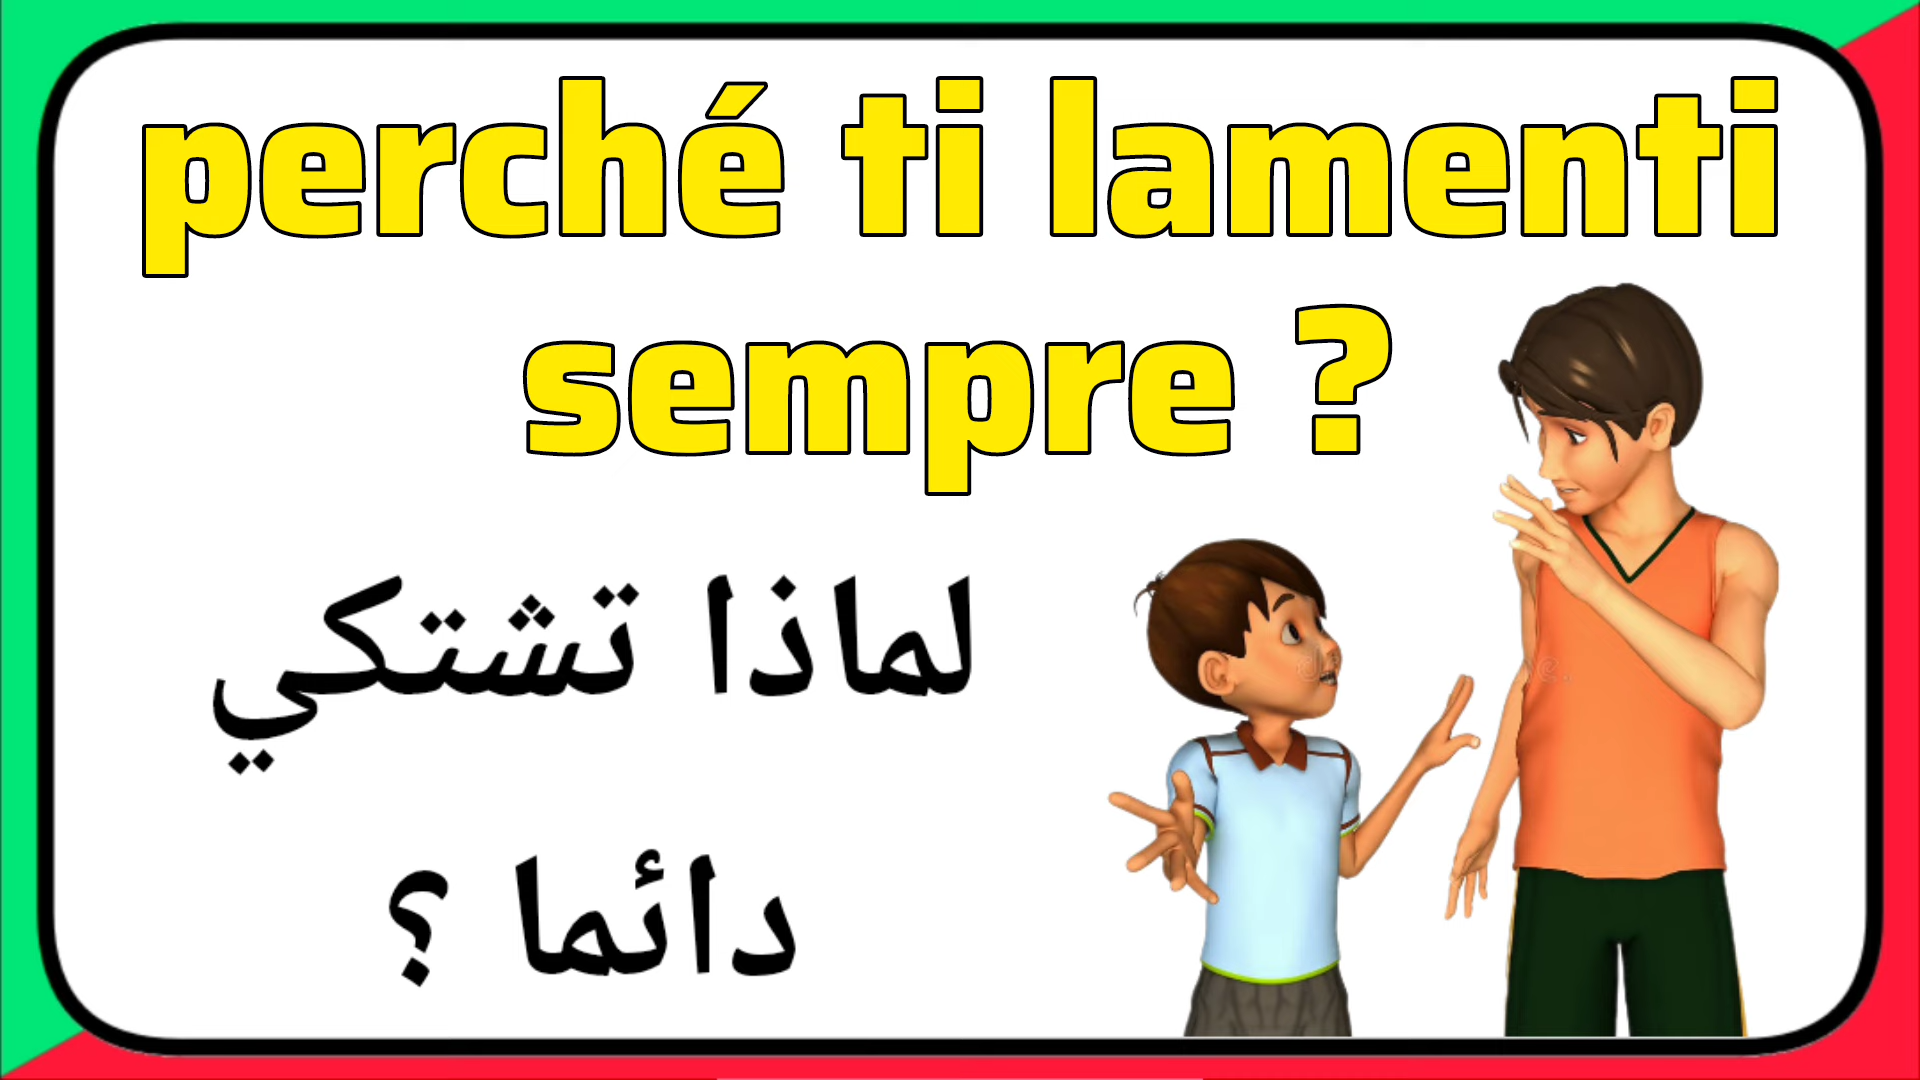 perché ti lamenti
sempre ?
لماذا تشتكي
دائما ؟